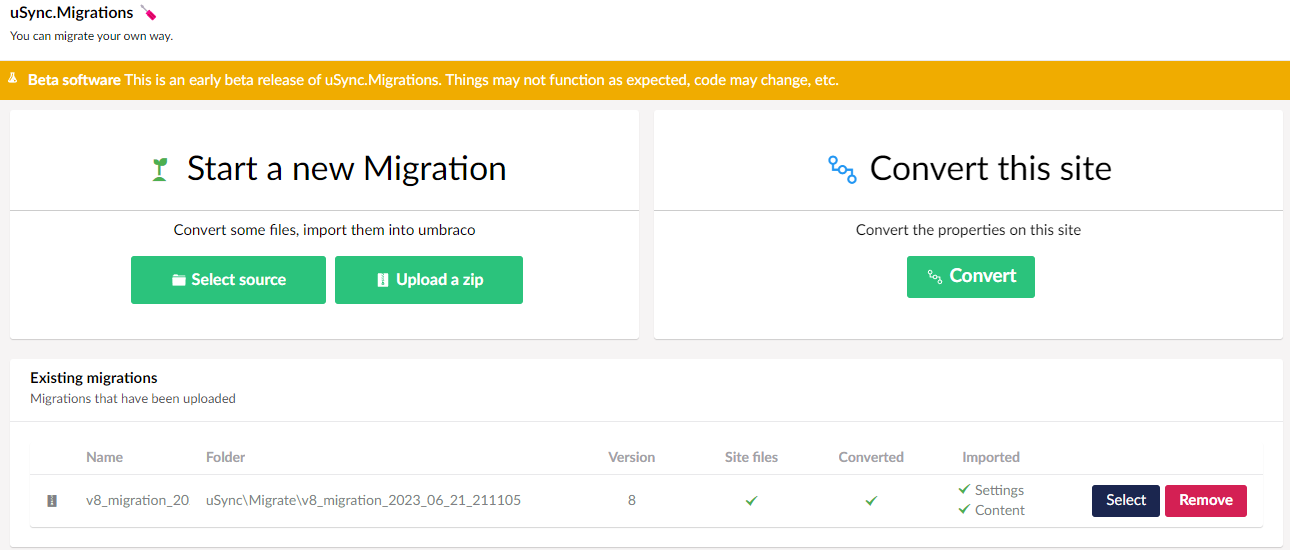 uSync.Migrations
You can migrate your own way.
Beta software This is an early beta release of uSync.Migrations. Things may not function as expected, code may change, etc.
Start a new Migration
Convert some files, import them into umbraco
Select source
Upload a zip
Convert this site
Convert the properties on this site
Convert
Existing migrations
Migrations that have been uploaded
Name Folder Version Site files Converted Imported
v8_migration_20 uSync\Migrate\v8_migration_2023_06_21_211105 8 Settings
Content
Select Remove